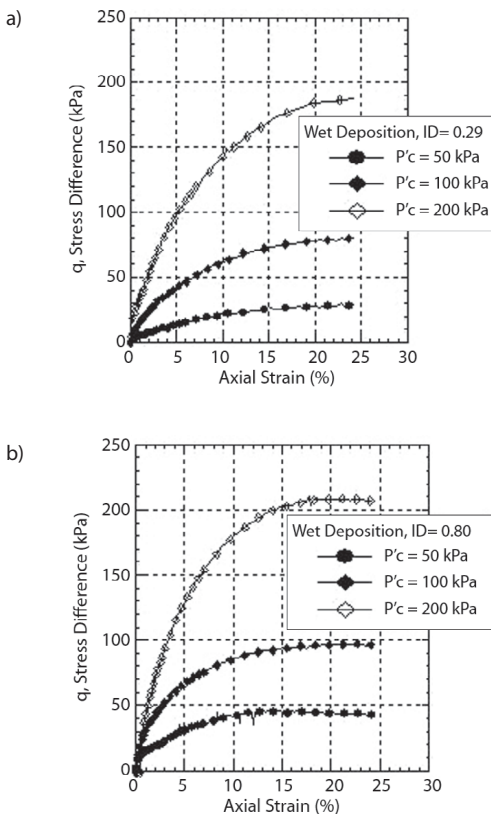 a)
q, Stress Difference (kPa)
250
200
150
100
50
0
Wet Deposition, ID= 0.29
P'c = 50 kPa
P'c = 100 kPa
P'c = 200 kPa
0 5 10 15 20 25 30
Axial Strain (%)
b)
q, Stress Difference (kPa)
250
200
150
100
50
0
Wet Deposition, ID= 0.80
P'c = 50 kPa
P'c = 100 kPa
P'c = 200 kPa
0 5 10 15 20 25 30
Axial Strain (%)